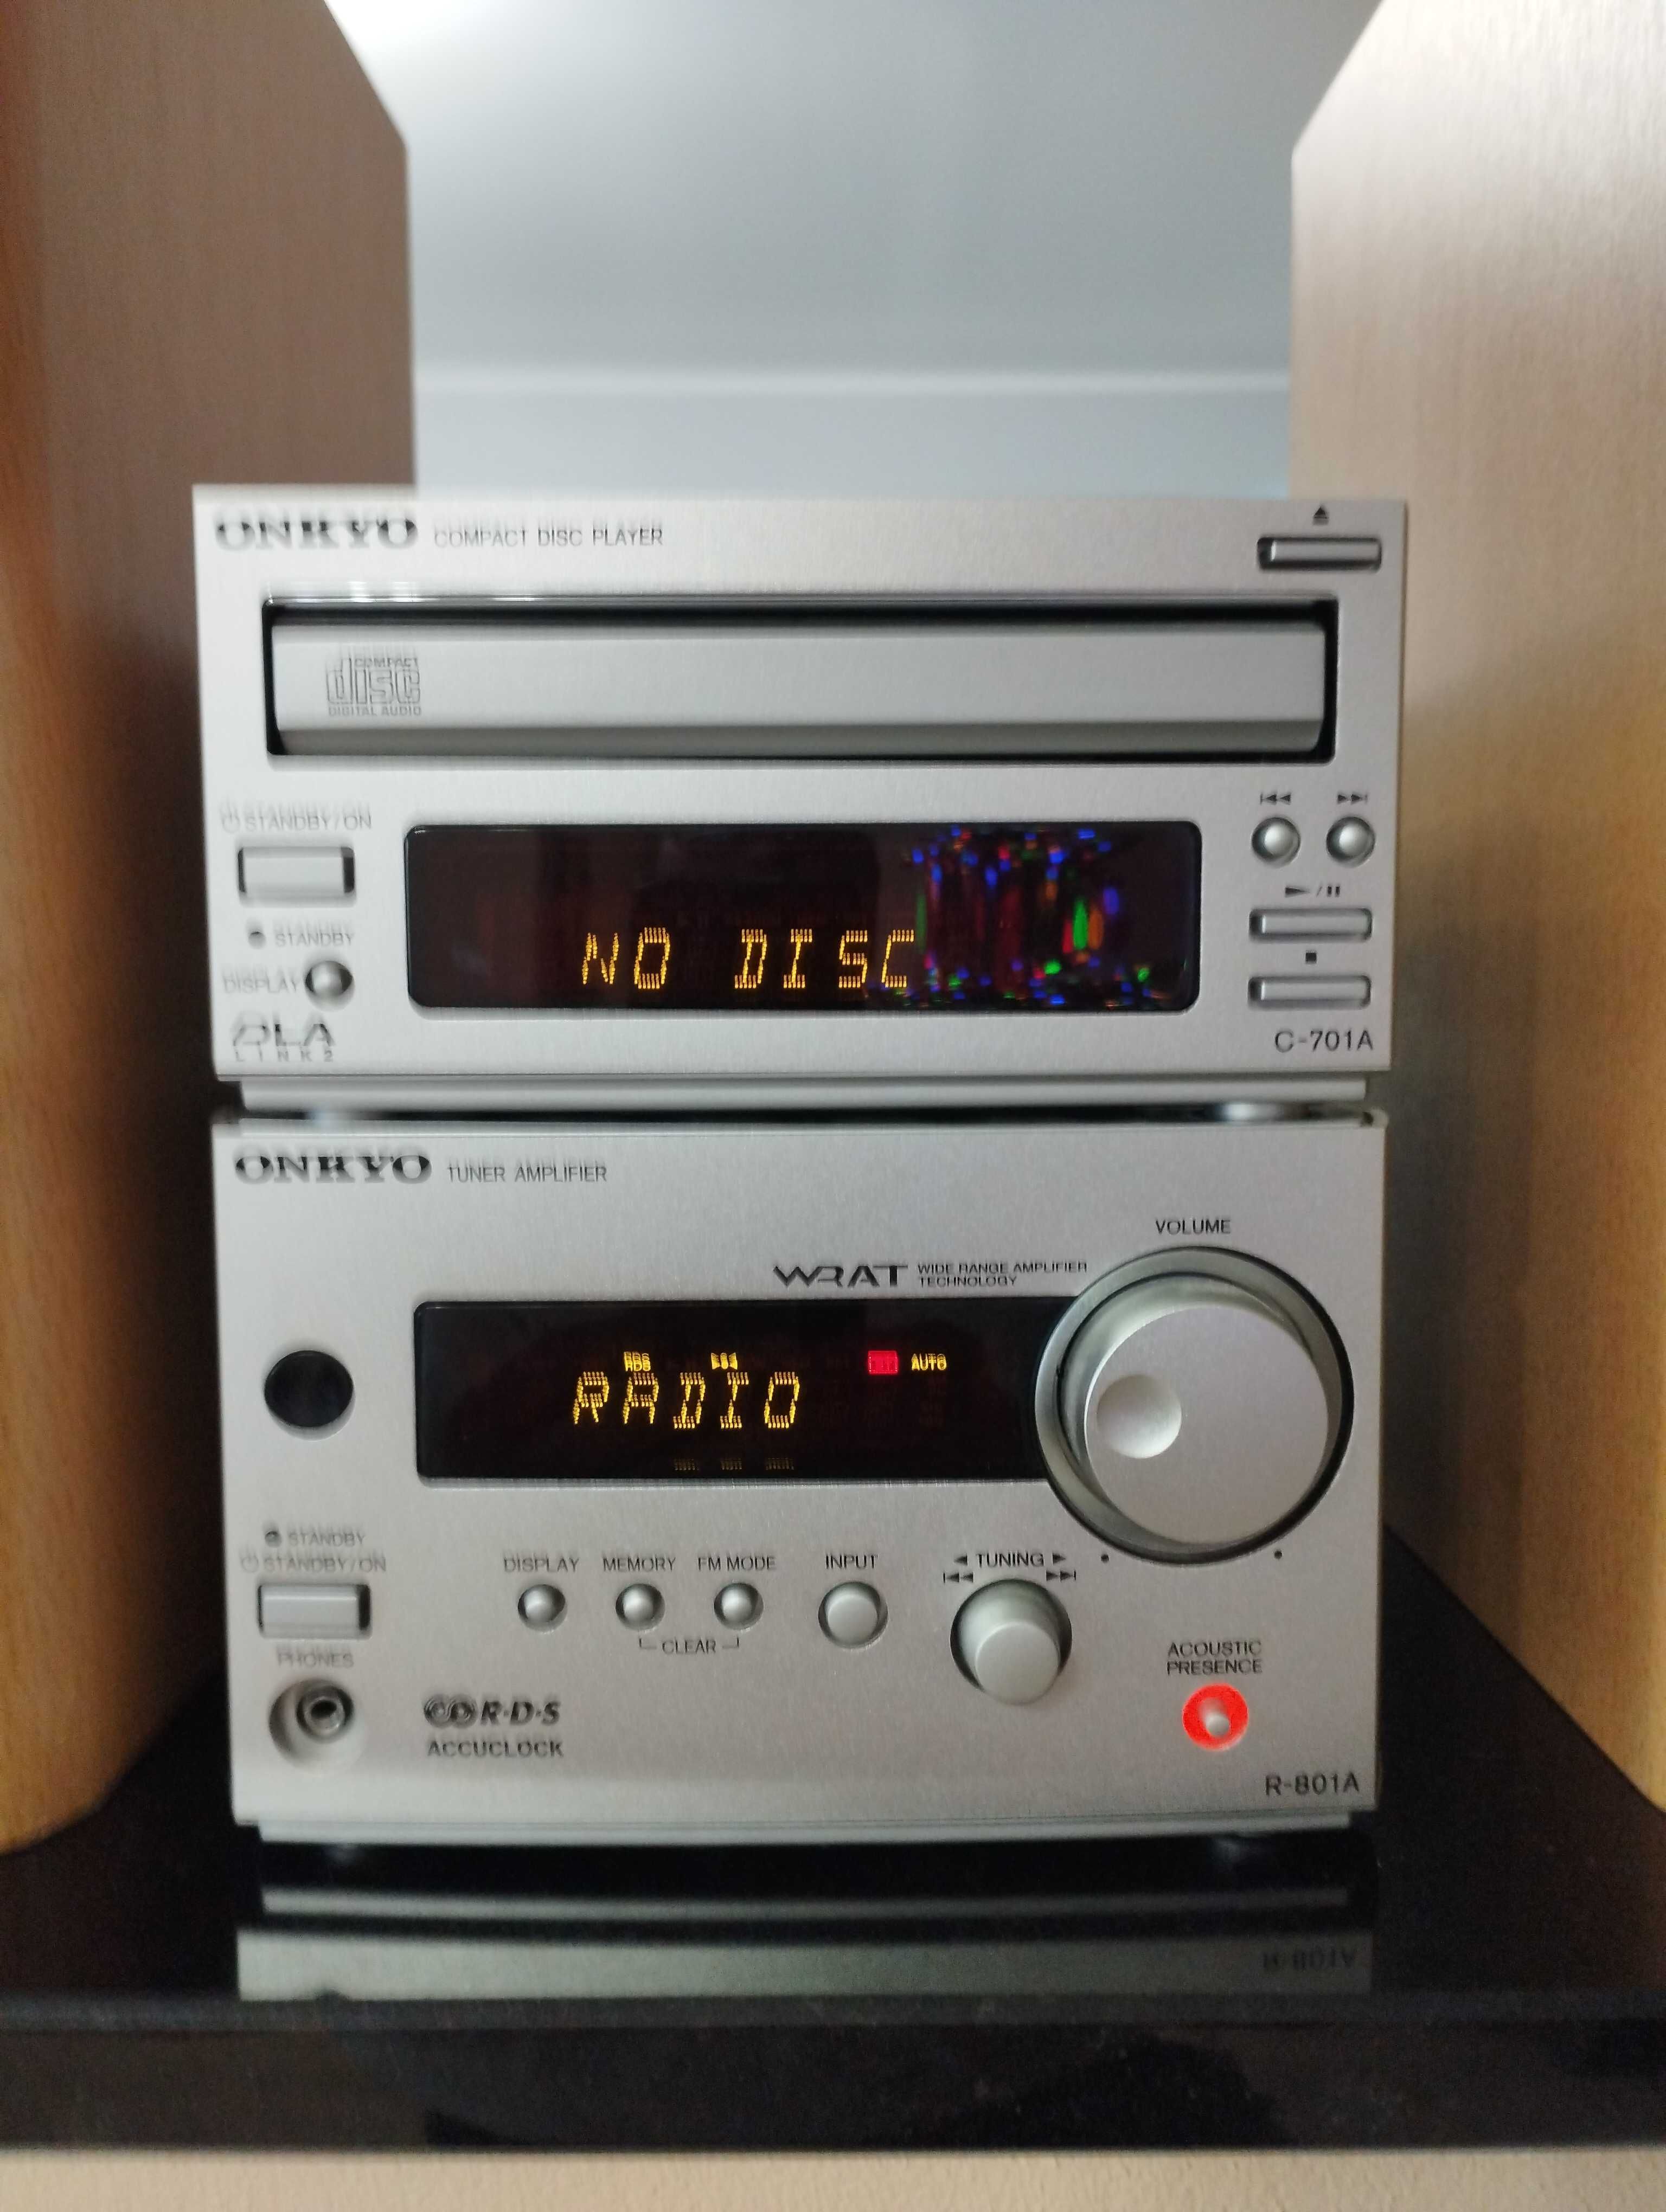 ONKYO COMPACT DISC PLAYER
COMPACT
disc
DIGITAL AUDIO
STANDBY/ON
STANDBY
DISPLAY
NO DISC
LINK2
C-701A
ONKYO TUNER AMPLIFIER
VOLUME
WRAT WIDE RANGE AMPLIFIER
TECHNOLOGY
RDS AUTO
RADIO
STANDBY
STANDBY/ON
DISPLAY MEMORY FM MODE INPUT TUNING
CLEAR
PHONES
ACOUSTIC
PRESENCE
R·D·S
ACCUCLOCK
R-801A